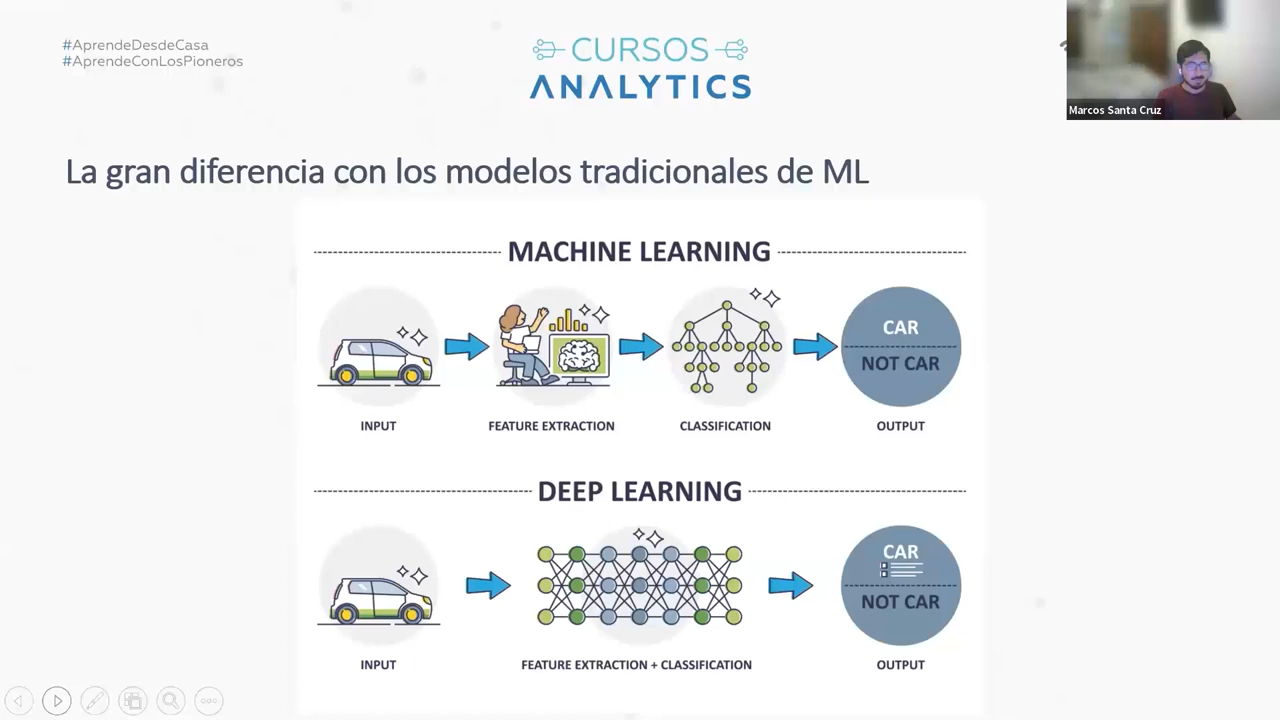 #AprendeDesdeCasa
#AprendeConLosPioneros
CURSOS
ANALYTICS
Marcos Santa Cruz
La gran diferencia con los modelos tradicionales de ML
MACHINE LEARNING
CAR
NOT CAR
INPUT
FEATURE EXTRACTION
CLASSIFICATION
OUTPUT
DEEP LEARNING
CAR
NOT CAR
INPUT
FEATURE EXTRACTION + CLASSIFICATION
OUTPUT